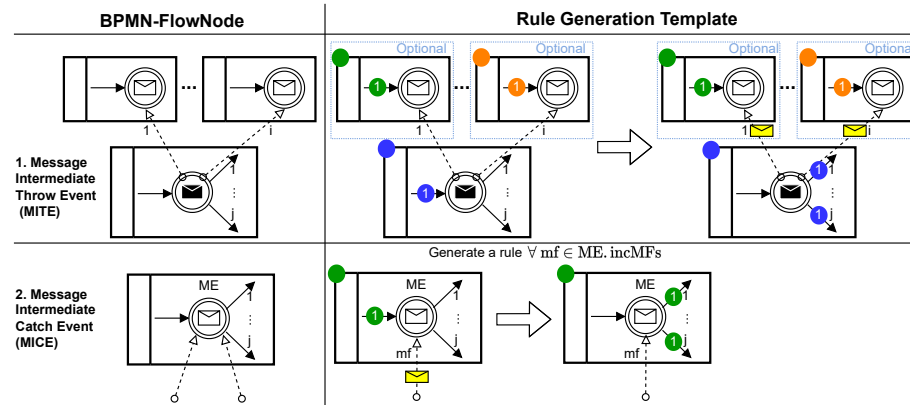 BPMN-FlowNode
Rule Generation Template
Optional
Optional
Optional
Optional
...
...
...
1
1
1
1
1 i
1 i
1 i
1. Message
Intermediate
Throw Event
(MITE)
1
1
1
1
1
1
...
...
...
j
j
j
Generate a rule ∀ mf ∈ ME. incMFs
2. Message
Intermediate
Catch Event
(MICE)
ME
ME
ME
1
1
1
1
1
1
...
...
...
j
j
j
mf
mf